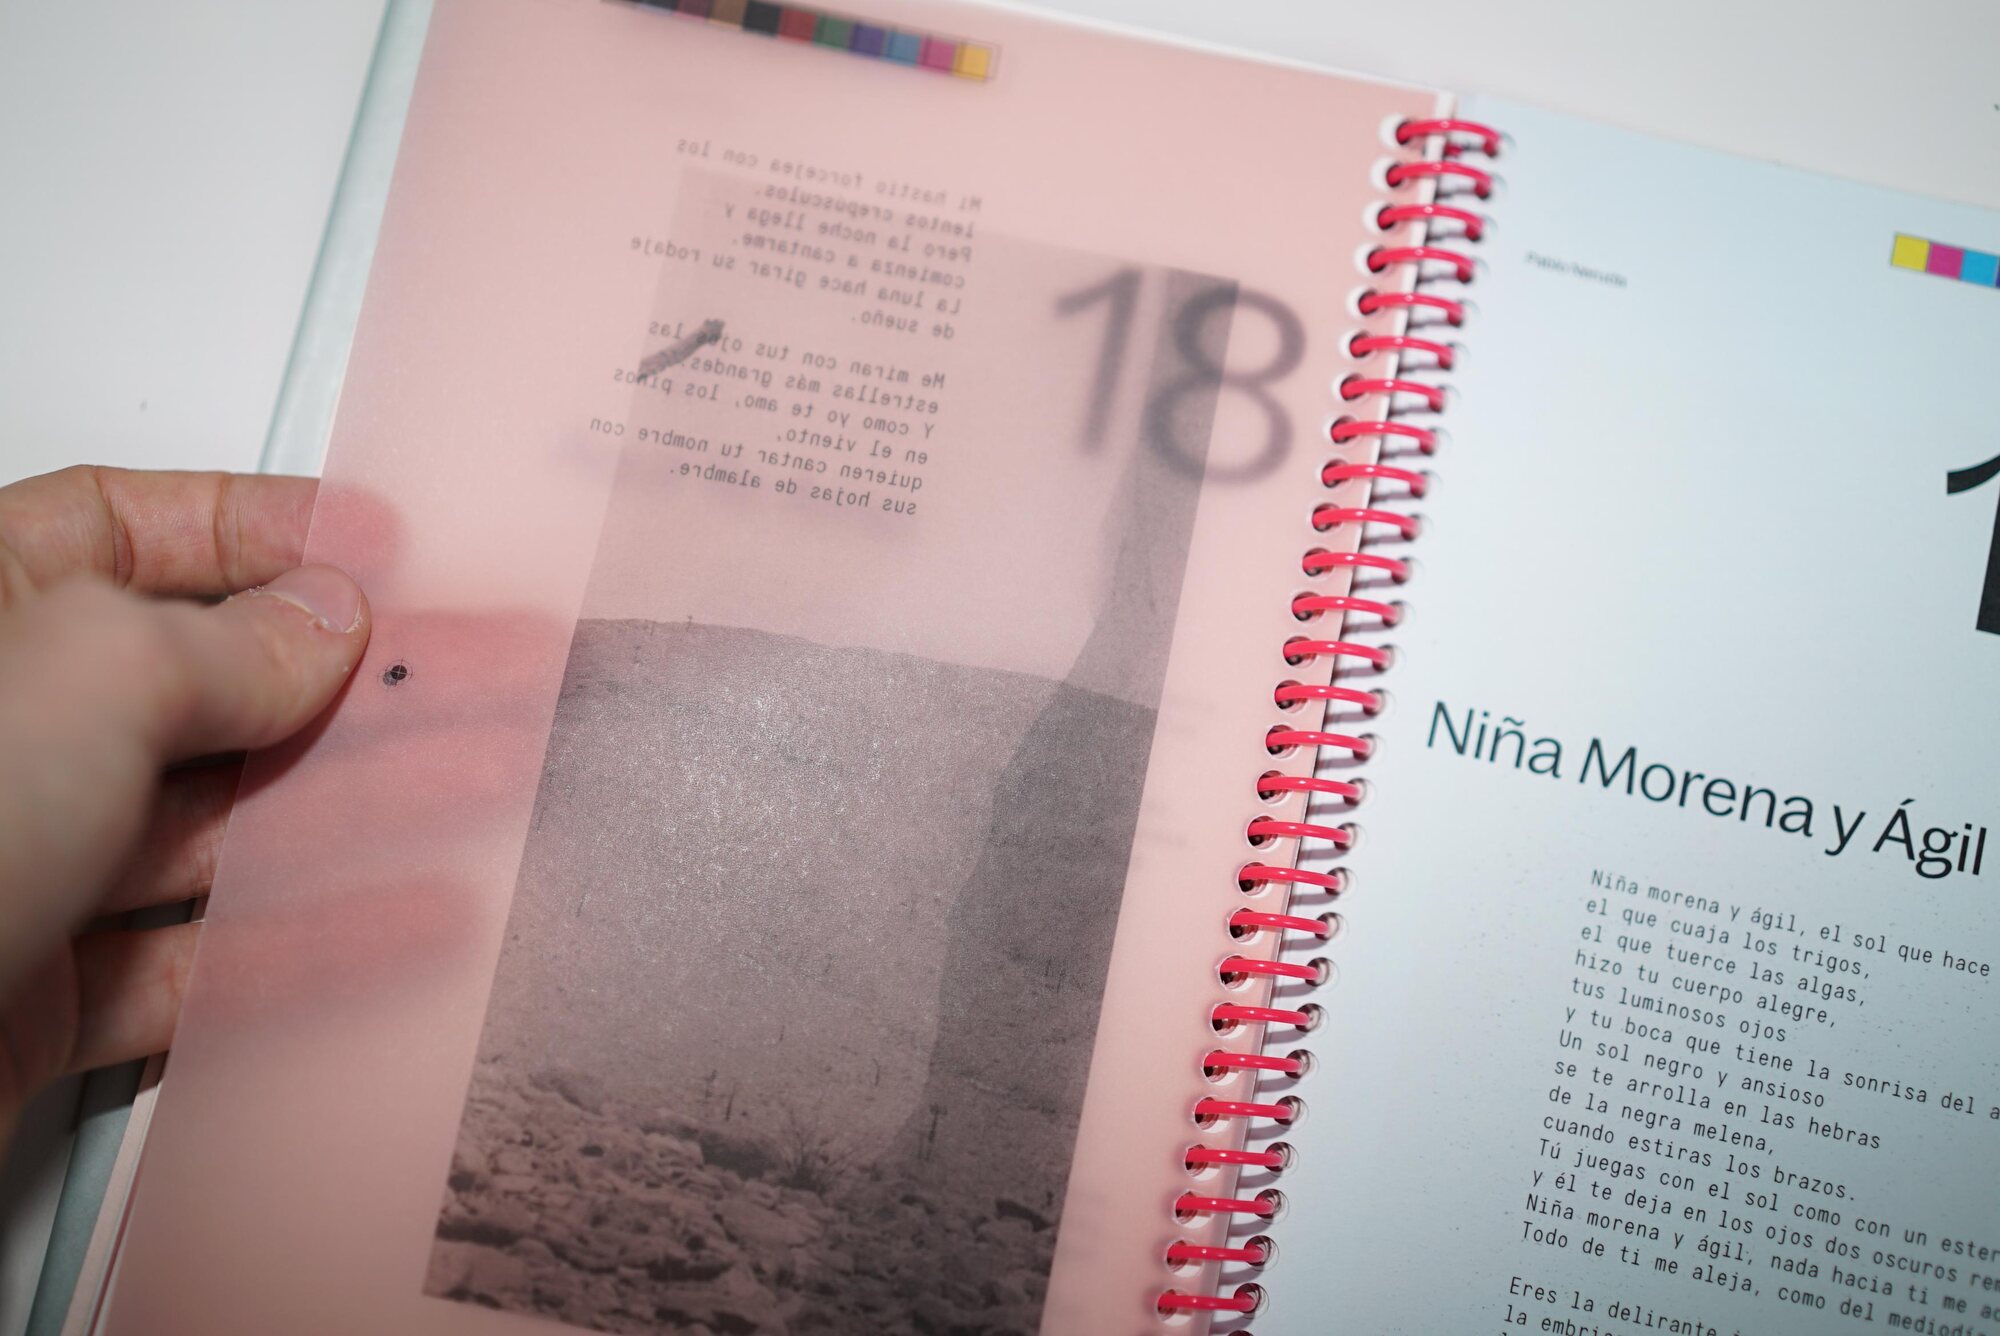 Mi hastío forcejea con los
lentos crepúsculos.
Pero la noche llega y
comienza a cantarme.
La luna hace girar su rodaje
de sueño.
Me miran con tus ojos las
estrellas más grandes.
Y como yo te amo, los pinos
en el viento,
quieren cantar tu nombre con
sus hojas de alambre.
18
Pablo Neruda
Niña Morena y Ágil
Niña morena y ágil, el sol que hace
el que cuaja los trigos,
el que tuerce las algas,
hizo tu cuerpo alegre,
tus luminosos ojos
y tu boca que tiene la sonrisa del
Un sol negro y ansioso
se te arrolla en las hebras
de la negra melena,
cuando estiras los brazos.
Tú juegas con el sol como con un
y él te deja en los ojos dos oscuros
Niña morena y ágil, nada hacia ti me
Todo de ti me aleja, como del
Eres la delirante
la